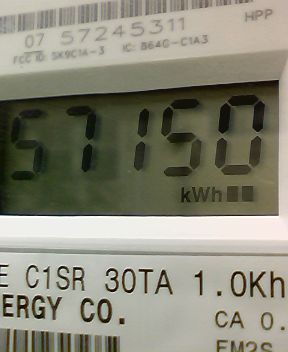 HPP
07 57245311
FCC ID: SK9C1A-3 IC: 864G-C1A3
57150
kWh
E C1SR 30TA 1.0Kh
ERGY CO.
CA 0.
FM2S